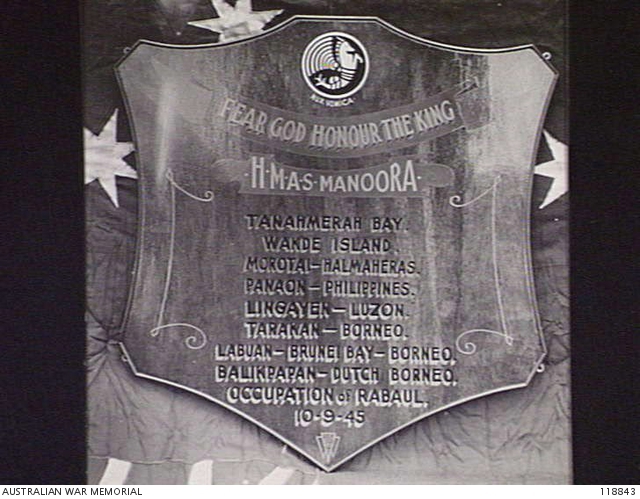 NUX VOMICA
FEAR GOD HONOUR THE KING
·H·M·A·S·MANOORA·
TANAHMERAH BAY.
WAKDE ISLAND.
MOROTAI-HALMAHERAS.
PANAON-PHILIPPINES.
LINGAYEN-LUZON.
TARAKAN-BORNEO.
LABUAN-BRUNEI BAY-BORNEO.
BALIKPAPAN-DUTCH BORNEO.
OCCUPATION of RABAUL.
10-9-45
AUSTRALIAN WAR MEMORIAL
118843